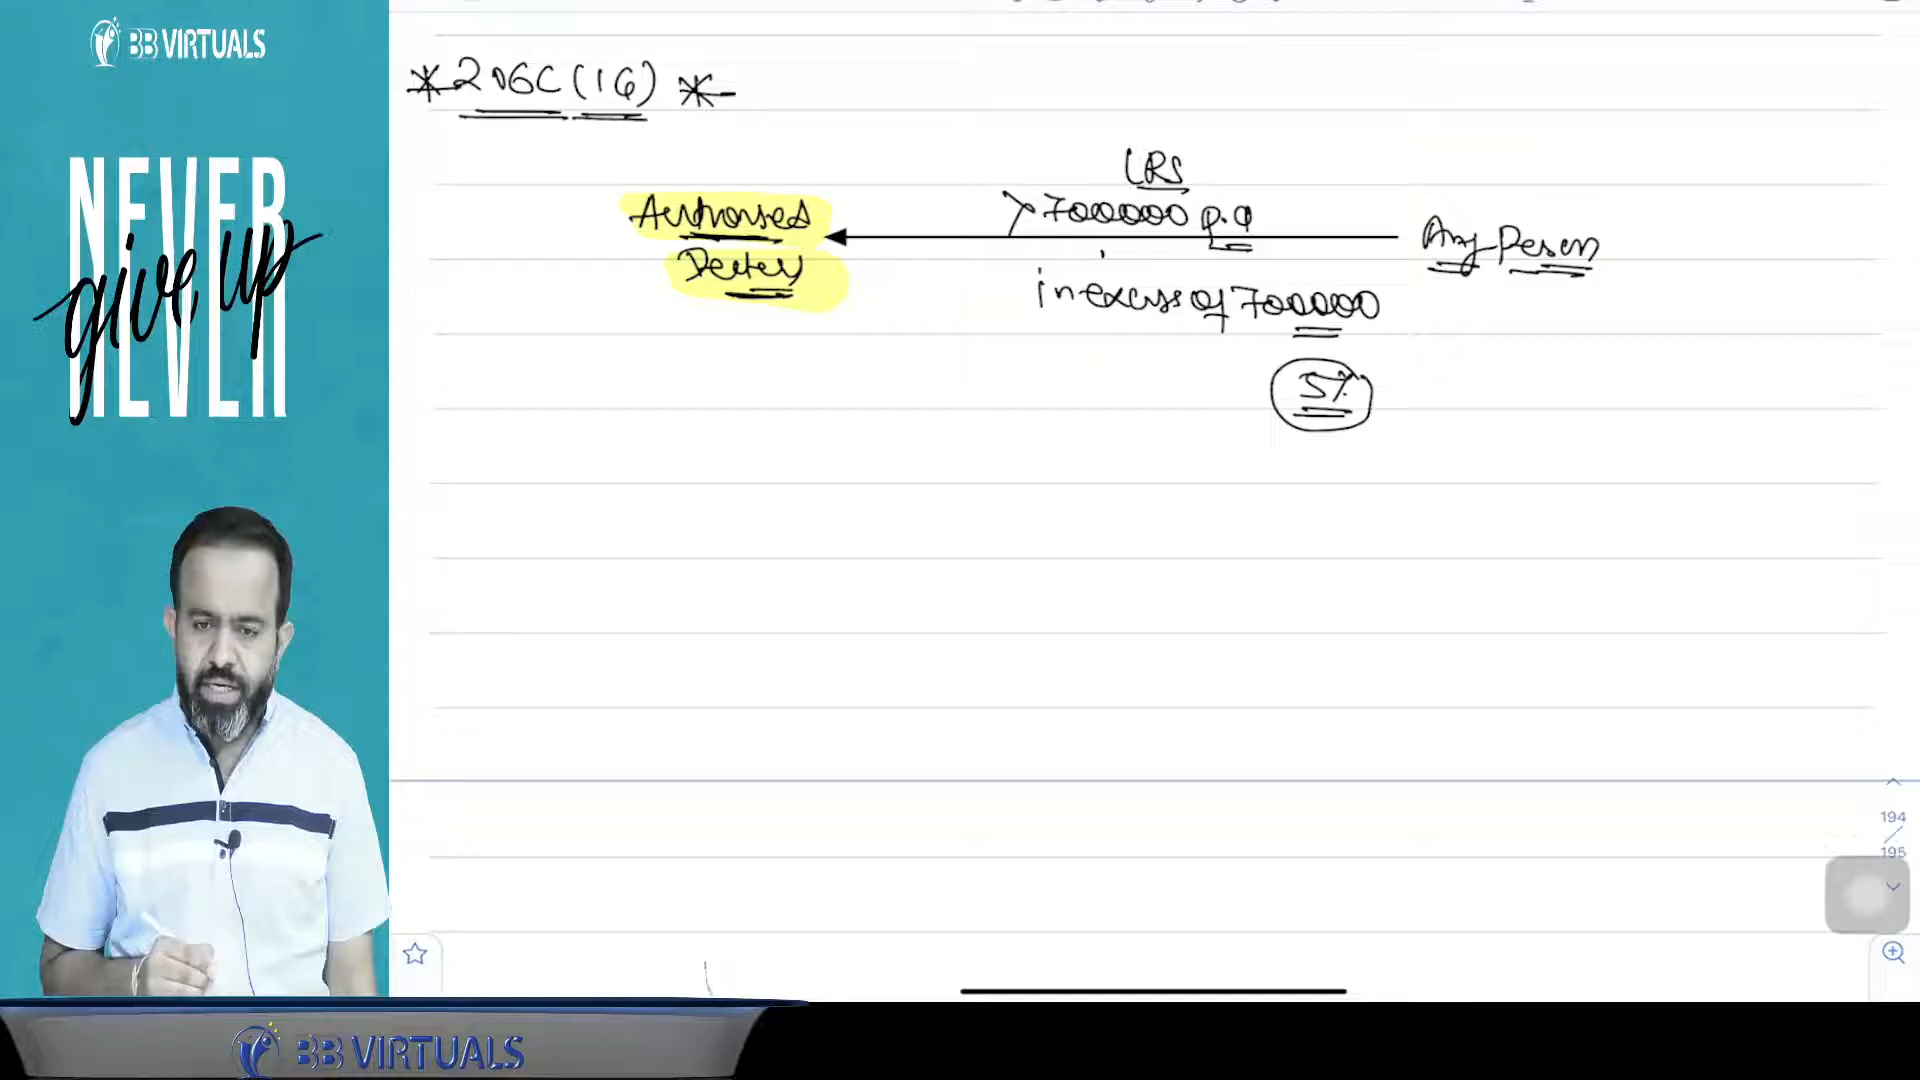 BB VIRTUALS
NEVER
give up
NEVER
*206C(1G)*
LRS
>700000 p.a
Authorised
Dealer
Any Person
in excess of 700000
5%
194
195
BB VIRTUALS